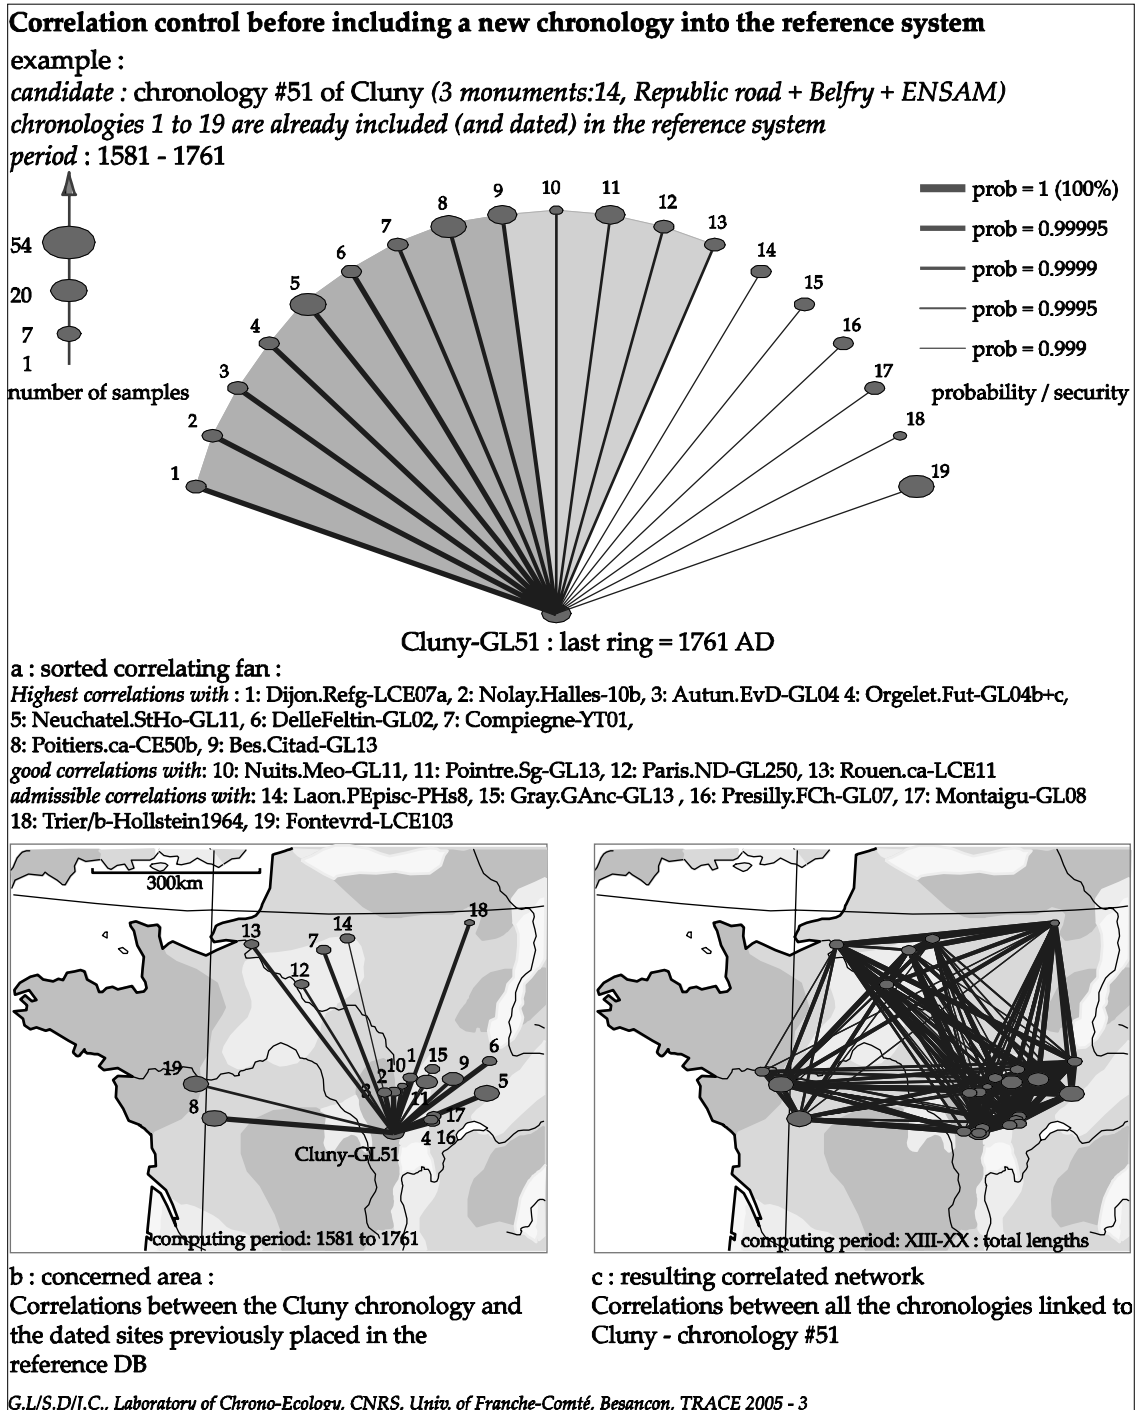 Correlation control before including a new chronology into the reference system
example :
candidate : chronology #51 of Cluny (3 monuments:14, Republic road + Belfry + ENSAM)
chronologies 1 to 19 are already included (and dated) in the reference system
period : 1581 - 1761
54
20
7
1
number of samples
1
2
3
4
5
6
7
8
9
10
11
12
13
14
15
16
17
18
19
prob = 1 (100%)
prob = 0.99995
prob = 0.9999
prob = 0.9995
prob = 0.999
probability / security
Cluny-GL51 : last ring = 1761 AD
a : sorted correlating fan :
Highest correlations with : 1: Dijon.Refg-LCE07a, 2: Nolay.Halles-10b, 3: Autun.EvD-GL04 4: Orgelet.Fut-GL04b+c,
5: Neuchatel.StHo-GL11, 6: DelleFeltin-GL02, 7: Compiegne-YT01,
8: Poitiers.ca-CE50b, 9: Bes.Citad-GL13
good correlations with: 10: Nuits.Meo-GL11, 11: Pointre.Sg-GL13, 12: Paris.ND-GL250, 13: Rouen.ca-LCE11
admissible correlations with: 14: Laon.PEpisc-PHs8, 15: Gray.GAnc-GL13 , 16: Presilly.FCh-GL07, 17: Montaigu-GL08
18: Trier/b-Hollstein1964, 19: Fontevrd-LCE103
300km
13
7
14
18
12
19
8
3
2
10
1
15
11
9
6
5
17
4 16
Cluny-GL51
computing period: 1581 to 1761
computing period: XIII-XX : total lengths
b : concerned area :
Correlations between the Cluny chronology and
the dated sites previously placed in the
reference DB
c : resulting correlated network
Correlations between all the chronologies linked to
Cluny - chronology #51
G.L/S.D/J.C., Laboratory of Chrono-Ecology, CNRS, Univ. of Franche-Comté, Besançon, TRACE 2005 - 3